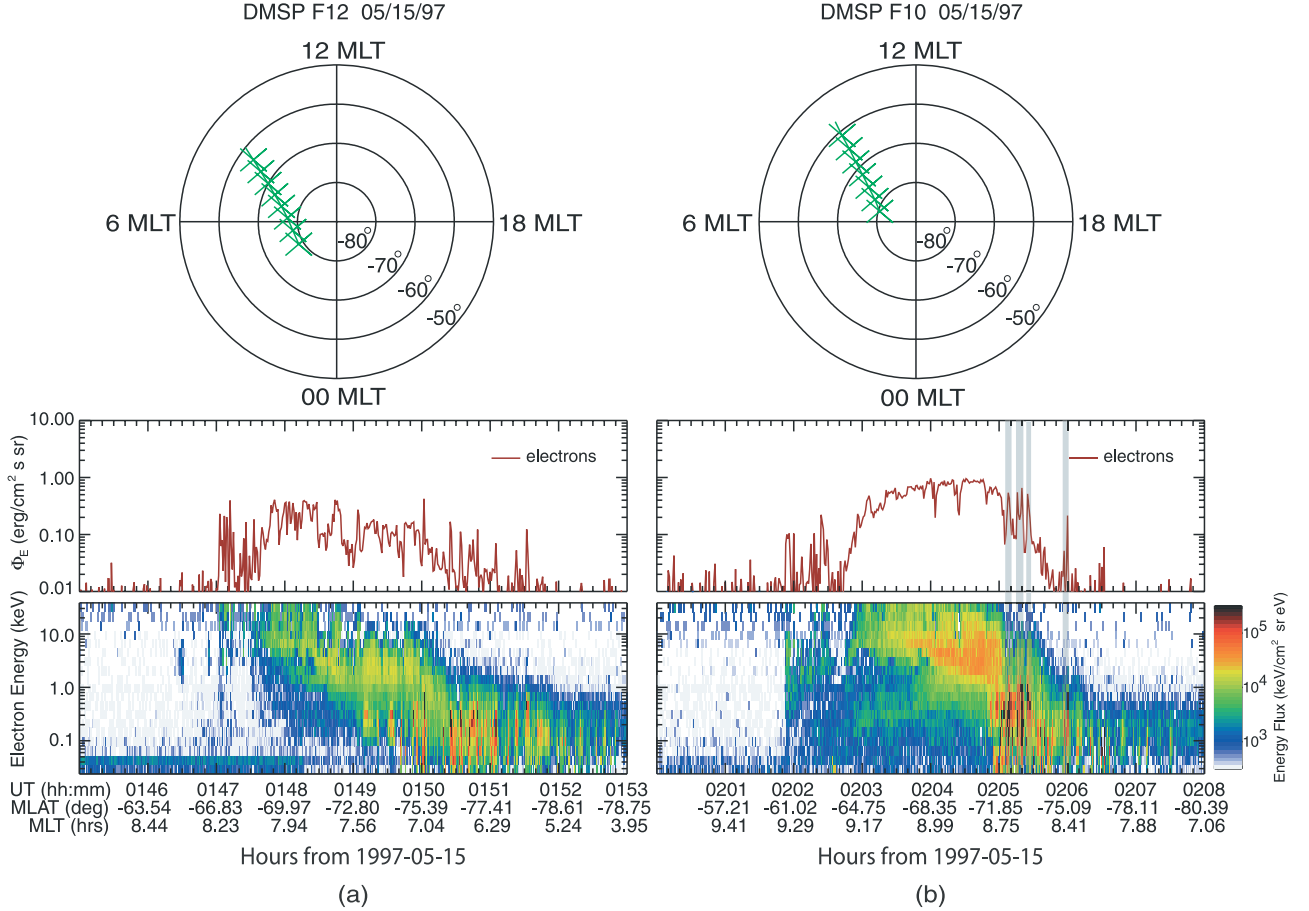 DMSP F12 05/15/97
DMSP F10 05/15/97
12 MLT
6 MLT
18 MLT
00 MLT
-80°
-70°
-60°
-50°
12 MLT
6 MLT
18 MLT
00 MLT
-80°
-70°
-60°
-50°
Φ_E (erg/cm² s sr)
10.00
1.00
0.10
0.01
electrons
electrons
Electron Energy (keV)
10.0
1.0
0.1
10⁵
10⁴
10³
Energy Flux (keV/cm² sr eV)
UT (hh:mm) 0146 0147 0148 0149 0150 0151 0152 0153
MLAT (deg) -63.54 -66.83 -69.97 -72.80 -75.39 -77.41 -78.61 -78.75
MLT (hrs) 8.44 8.23 7.94 7.56 7.04 6.29 5.24 3.95
Hours from 1997-05-15
(a)
0201 0202 0203 0204 0205 0206 0207 0208
-57.21 -61.02 -64.75 -68.35 -71.85 -75.09 -78.11 -80.39
9.41 9.29 9.17 8.99 8.75 8.41 7.88 7.06
Hours from 1997-05-15
(b)